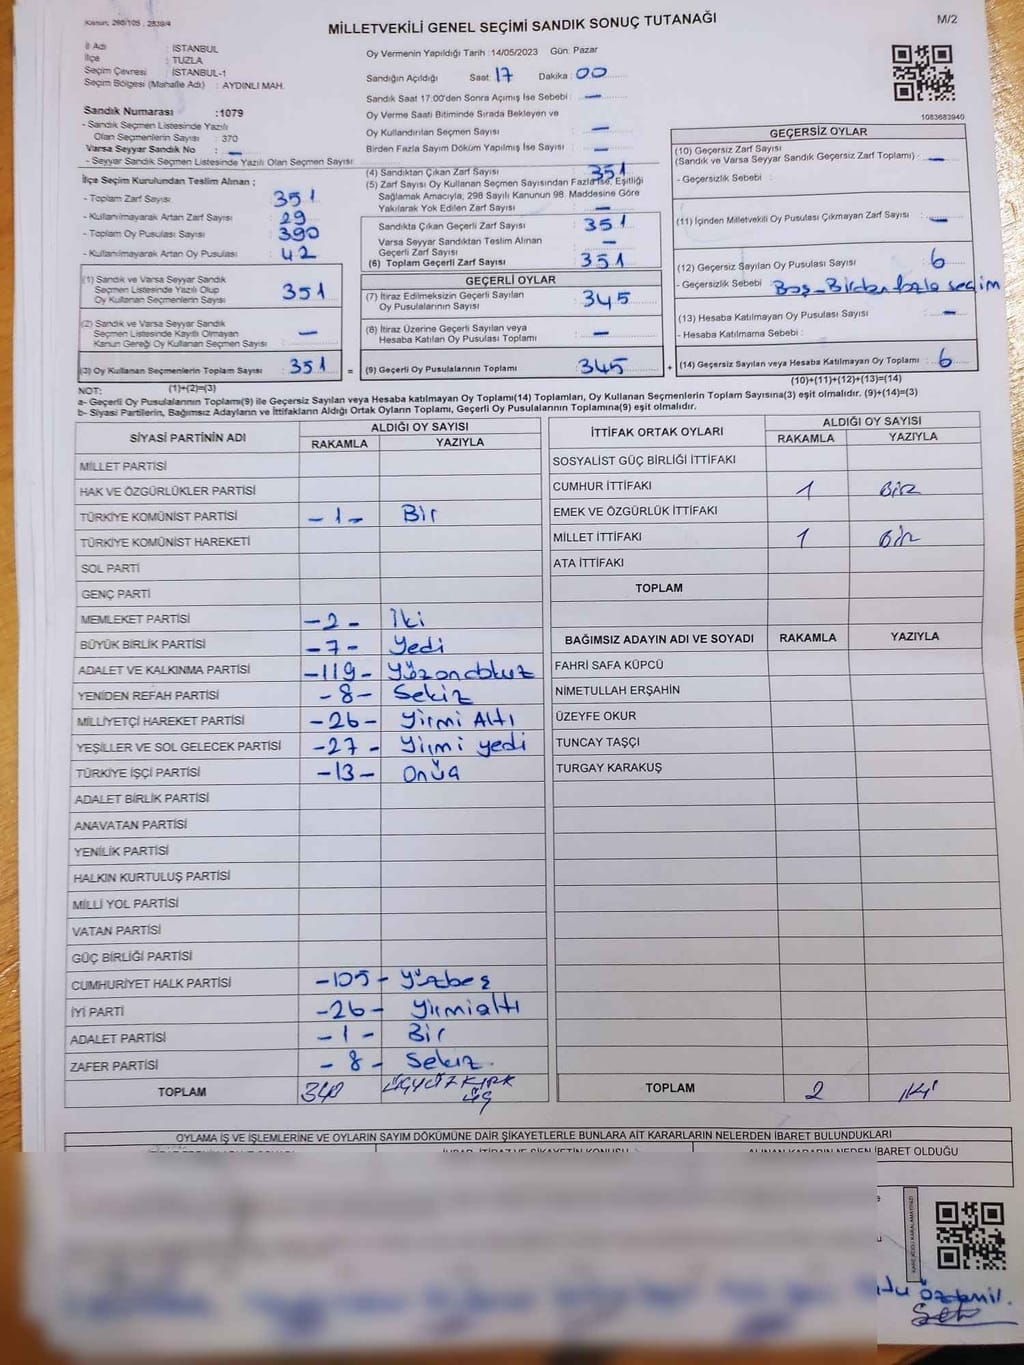 Kanun: 298/105 , 2839/4
MİLLETVEKİLİ GENEL SEÇİMİ SANDIK SONUÇ TUTANAĞI
M/2
İl Adı : İSTANBUL
İlçe : TUZLA
Seçim Çevresi : İSTANBUL-1
Seçim Bölgesi (Mahalle Adı) : AYDINLI MAH.
Sandık Numarası :1079
- Sandık Seçmen Listesinde Yazılı
Olan Seçmenlerin Sayısı : 370
Varsa Seyyar Sandık No : —
- Seyyar Sandık Seçmen Listesinde Yazılı Olan Seçmen Sayısı :
Oy Vermenin Yapıldığı Tarih :14/05/2023 Gün: Pazar
Sandığın Açıldığı Saat: 17 Dakika : 00
Sandık Saat 17:00'den Sonra Açımış İse Sebebi : —
Oy Verme Saati Bitiminde Sırada Bekleyen ve
Oy Kullandırılan Seçmen Sayısı : —
Birden Fazla Sayım Döküm Yapılmış İse Sayısı : —
1083683940
İlçe Seçim Kurulundan Teslim Alınan ;
- Toplam Zarf Sayısı : 351
- Kullanılmayarak Artan Zarf Sayısı : 29
- Toplam Oy Pusulası Sayısı : 390
- Kullanılmayarak Artan Oy Pusulası : 42
(1) Sandık ve Varsa Seyyar Sandık
Seçmen Listesinde Yazılı Olup
Oy Kullanan Seçmenlerin Sayısı : 351
(2) Sandık ve Varsa Seyyar Sandık
Seçmen Listesinde Kayıtlı Olmayan
Kanun Gereği Oy Kullanan Seçmen Sayısı : —
(3) Oy Kullanan Seçmenlerin Toplam Sayısı : 351
(4) Sandıktan Çıkan Zarf Sayısı : 351
(5) Zarf Sayısı Oy Kullanan Seçmen Sayısından Fazla ise, Eşitliği
Sağlamak Amacıyla, 298 Sayılı Kanunun 98. Maddesine Göre
Yakılarak Yok Edilen Zarf Sayısı : —
Sandıkta Çıkan Geçerli Zarf Sayısı : 351
Varsa Seyyar Sandıktan Teslim Alınan
Geçerli Zarf Sayısı : —
(6) Toplam Geçerli Zarf Sayısı : 351
GEÇERLİ OYLAR
(7) İtiraz Edilmeksizin Geçerli Sayılan
Oy Pusulalarının Sayısı : 345
(8) İtiraz Üzerine Geçerli Sayılan veya
Hesaba Katılan Oy Pusulası Toplamı : —
= (9) Geçerli Oy Pusulalarının Toplamı : 345 +
GEÇERSİZ OYLAR
(10) Geçersiz Zarf Sayısı
(Sandık ve Varsa Seyyar Sandık Geçersiz Zarf Toplamı) : —
- Geçersizlik Sebebi :
(11) İçinden Milletvekili Oy Pusulası Çıkmayan Zarf Sayısı : —
(12) Geçersiz Sayılan Oy Pusulası Sayısı : 6
- Geçersizlik Sebebi : Boş - Birden fazla seçim
(13) Hesaba Katılmayan Oy Pusulası Sayısı : —
- Hesaba Katılmama Sebebi :
(14) Geçersiz Sayılan veya Hesaba Katılmayan Oy Toplamı : 6
NOT: (1)+(2)=(3) (10)+(11)+(12)+(13)=(14)
a- Geçerli Oy Pusulalarının Toplamı(9) ile Geçersiz Sayılan veya Hesaba katılmayan Oy Toplamı(14) Toplamları, Oy Kullanan Seçmenlerin Toplam Sayısına(3) eşit olmalıdır. (9)+(14)=(3)
b- Siyasi Partilerin, Bağımsız Adayların ve İttifakların Aldığı Ortak Oyların Toplamı, Geçerli Oy Pusulalarının Toplamına(9) eşit olmalıdır.
SİYASİ PARTİNİN ADI ALDIĞI OY SAYISI
RAKAMLA YAZIYLA
MİLLET PARTİSİ
HAK VE ÖZGÜRLÜKLER PARTİSİ
TÜRKİYE KOMÜNİST PARTİSİ -1- Bir
TÜRKİYE KOMÜNİST HAREKETİ
SOL PARTİ
GENÇ PARTİ
MEMLEKET PARTİSİ -2- İki
BÜYÜK BİRLİK PARTİSİ -7- Yedi
ADALET VE KALKINMA PARTİSİ -119- Yüzondokuz
YENİDEN REFAH PARTİSİ -8- Sekiz
MİLLİYETÇİ HAREKET PARTİSİ -26- Yirmi Altı
YEŞİLLER VE SOL GELECEK PARTİSİ -27- Yirmi yedi
TÜRKİYE İŞÇİ PARTİSİ -13- Onüç
ADALET BİRLİK PARTİSİ
ANAVATAN PARTİSİ
YENİLİK PARTİSİ
HALKIN KURTULUŞ PARTİSİ
MİLLİ YOL PARTİSİ
VATAN PARTİSİ
GÜÇ BİRLİĞİ PARTİSİ
CUMHURİYET HALK PARTİSİ -105- Yüzbeş
İYİ PARTİ -26- Yirmialtı
ADALET PARTİSİ -1- Bir
ZAFER PARTİSİ -8- Sekiz
TOPLAM ÜÇYÜZ KIRK
ÜÇ
İTTİFAK ORTAK OYLARI ALDIĞI OY SAYISI
RAKAMLA YAZIYLA
SOSYALİST GÜÇ BİRLİĞİ İTTİFAKI
CUMHUR İTTİFAKI 1 BİR
EMEK VE ÖZGÜRLÜK İTTİFAKI
MİLLET İTTİFAKI 1 BİR
ATA İTTİFAKI
TOPLAM
BAĞIMSIZ ADAYIN ADI VE SOYADI RAKAMLA YAZIYLA
FAHRİ SAFA KÜPCÜ
NİMETULLAH ERŞAHİN
ÜZEYFE OKUR
TUNCAY TAŞÇI
TURGAY KARAKUŞ
TOPLAM 2 İKİ
OYLAMA İŞ VE İŞLEMLERİNE VE OYLARIN SAYIM DÖKÜMÜNE DAİR ŞİKAYETLERLE BUNLARA AİT KARARLARIN NELERDEN İBARET BULUNDUKLARI
İHBAR, İTİRAZ VE ŞİKAYETİN KONUSU ALINAN KARARIN NEDEN İBARET OLDUĞU